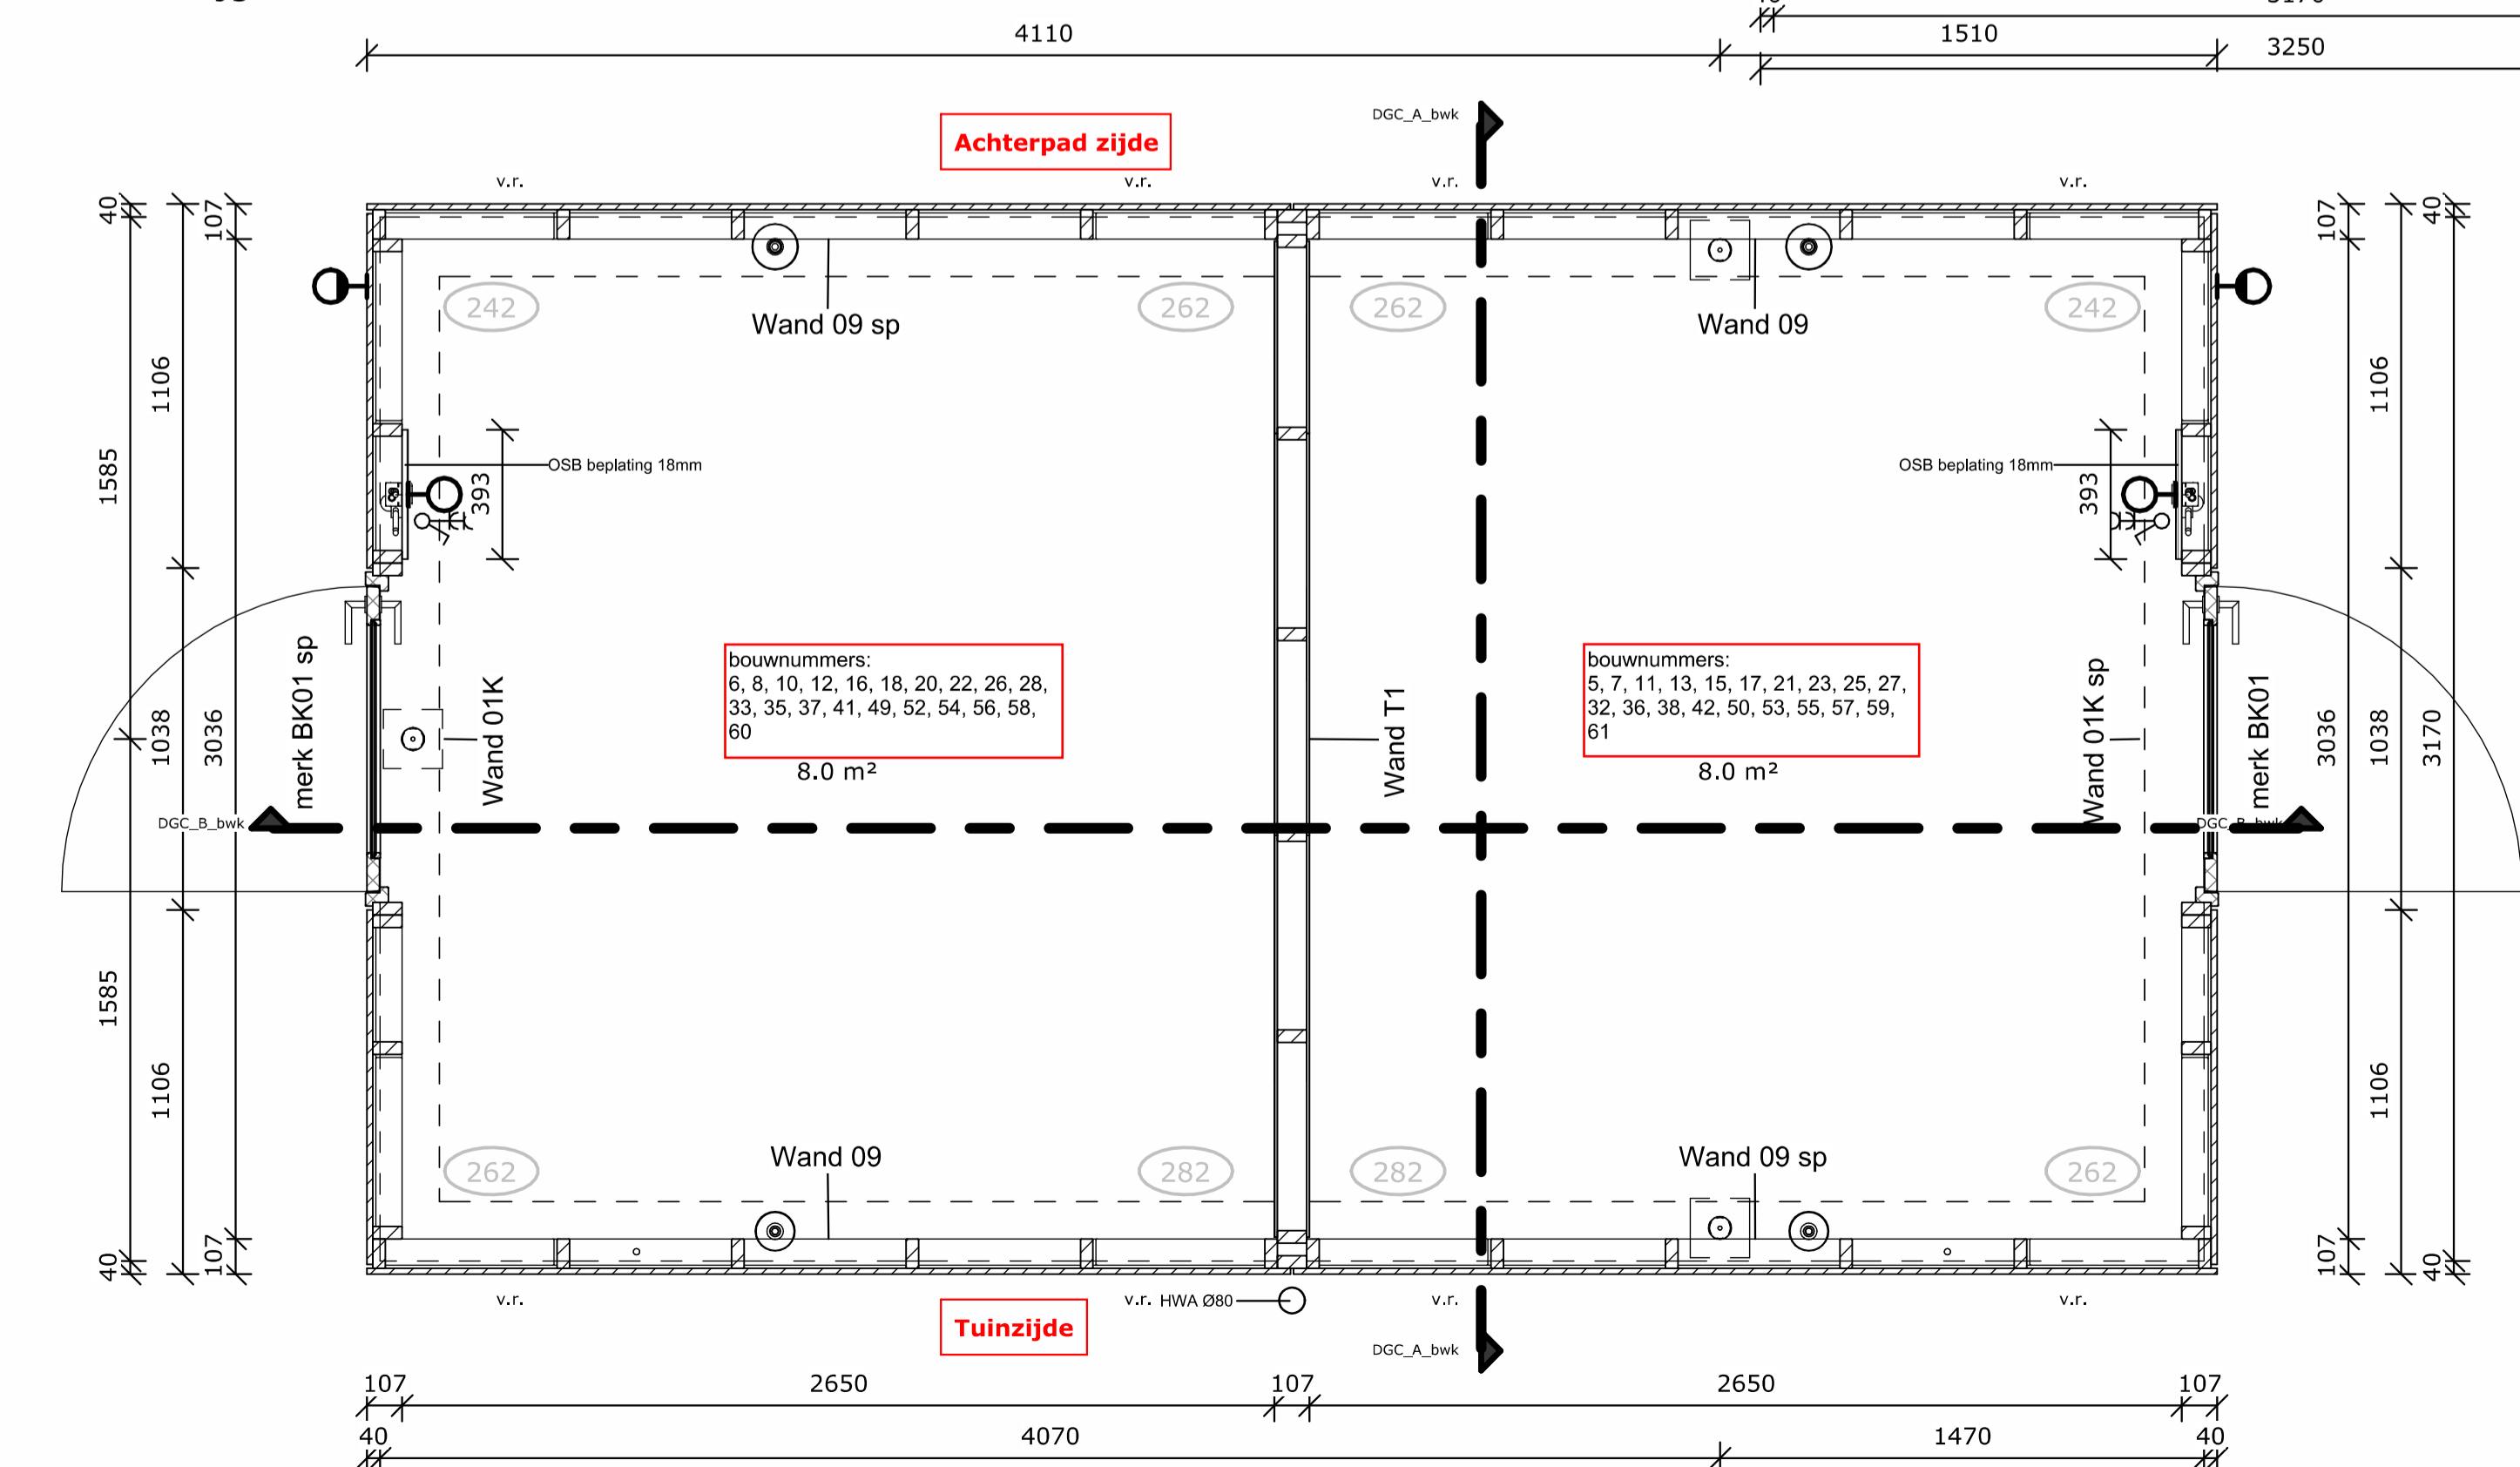 4110
1510
3250
DGC_A_bwk
Achterpad zijde
v.r.
v.r.
v.r.
v.r.
40
107
107
40
242
262
262
242
Wand 09 sp
Wand 09
1106
1106
1585
OSB beplating 18mm
OSB beplating 18mm
393
393
bouwnummers:
6, 8, 10, 12, 16, 18, 20, 22, 26, 28,
33, 35, 37, 41, 49, 52, 54, 56, 58,
60
8.0 m²
bouwnummers:
5, 7, 11, 13, 15, 17, 21, 23, 25, 27,
32, 36, 38, 42, 50, 53, 55, 57, 59,
61
8.0 m²
1038
3036
merk BK01 sp
Wand 01K
Wand T1
Wand 01K sp
merk BK01
3036
1038
3170
DGC_B_bwk
DGC_B_bwk
1585
1106
1106
Wand 09
Wand 09 sp
262
282
282
262
40
107
107
40
v.r.
v.r.
HWA Ø80
v.r.
v.r.
Tuinzijde
DGC_A_bwk
107
2650
107
2650
107
40
4070
1470
40